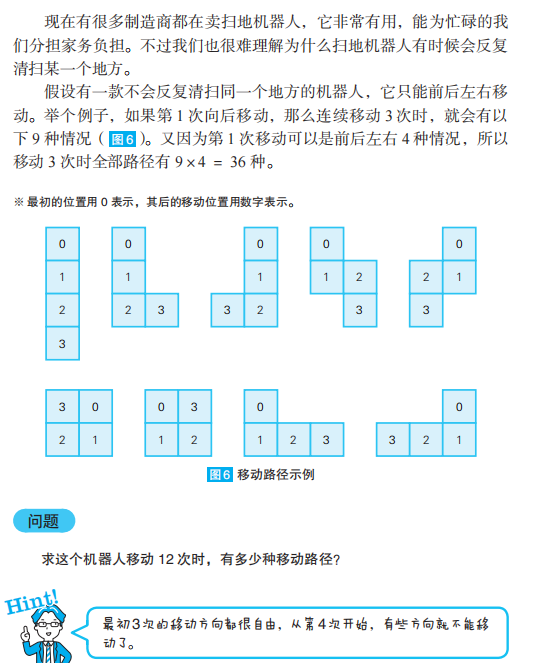 现在有很多制造商都在卖扫地机器人，它非常有用，能为忙碌的我
们分担家务负担。不过我们也很难理解为什么扫地机器人有时候会反复
清扫某一个地方。
假设有一款不会反复清扫同一个地方的机器人，它只能前后左右移
动。举个例子，如果第 1 次向后移动，那么连续移动 3 次时，就会有以
下 9 种情况（图6）。又因为第 1 次移动可以是前后左右 4 种情况，所以
移动 3 次时全部路径有 9 × 4 = 36 种。
※ 最初的位置用 0 表示，其后的移动位置用数字表示。
0 0 0 0 0
1 1 1 1 2 2 1
2 2 3 3 2 3 3
3
3 0 0 3 0 0
2 1 1 2 1 2 3 3 2 1
图6 移动路径示例
问题
求这个机器人移动 12 次时，有多少种移动路径？
Hint!
最初3次的移动方向都很自由，从第4次开始，有些方向就不能移
动了。